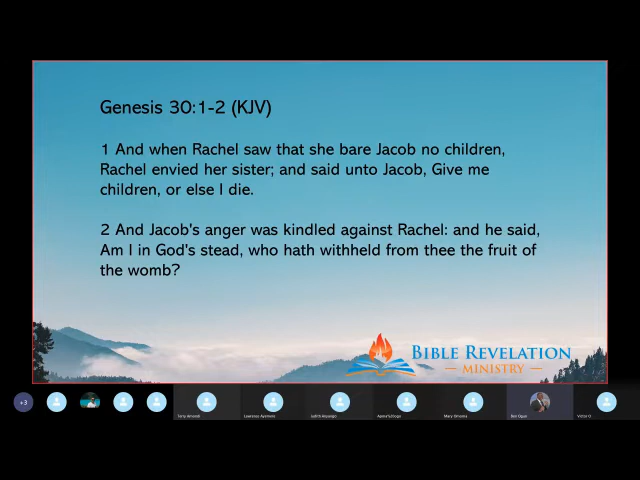 Genesis 30:1-2 (KJV)
1 And when Rachel saw that she bare Jacob no children,
Rachel envied her sister; and said unto Jacob, Give me
children, or else I die.
2 And Jacob's anger was kindled against Rachel: and he said,
Am I in God's stead, who hath withheld from thee the fruit of
the womb?
BIBLE REVELATION
MINISTRY
+3